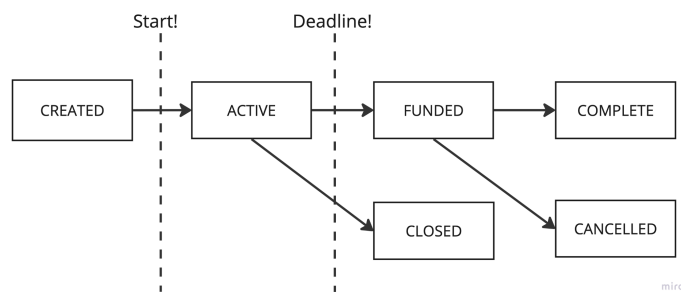 Start!
Deadline!
CREATED
ACTIVE
FUNDED
COMPLETE
CLOSED
CANCELLED